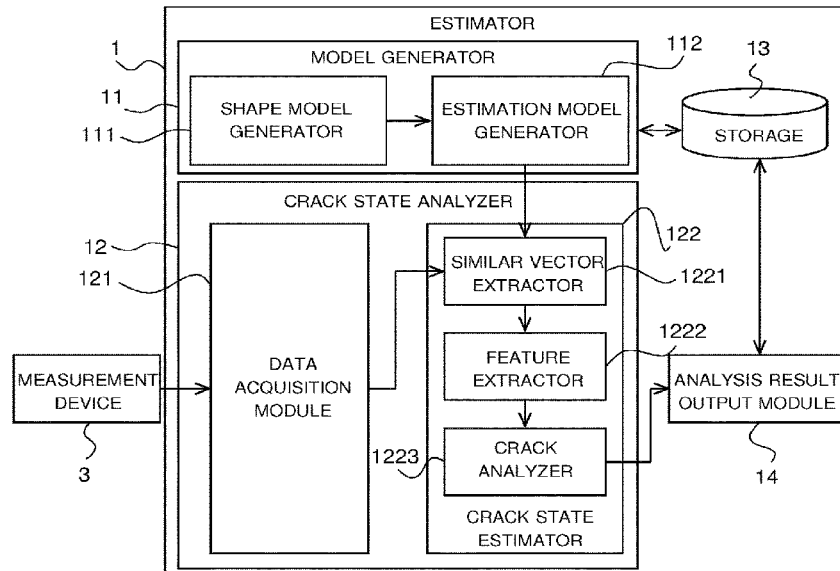 ESTIMATOR
1
MODEL GENERATOR
112
13
11
111
SHAPE MODEL
GENERATOR
ESTIMATION MODEL
GENERATOR
STORAGE
CRACK STATE ANALYZER
12
121
122
SIMILAR VECTOR
EXTRACTOR
1221
1222
MEASUREMENT
DEVICE
3
DATA
ACQUISITION
MODULE
FEATURE
EXTRACTOR
ANALYSIS RESULT
OUTPUT MODULE
14
1223
CRACK
ANALYZER
CRACK STATE
ESTIMATOR